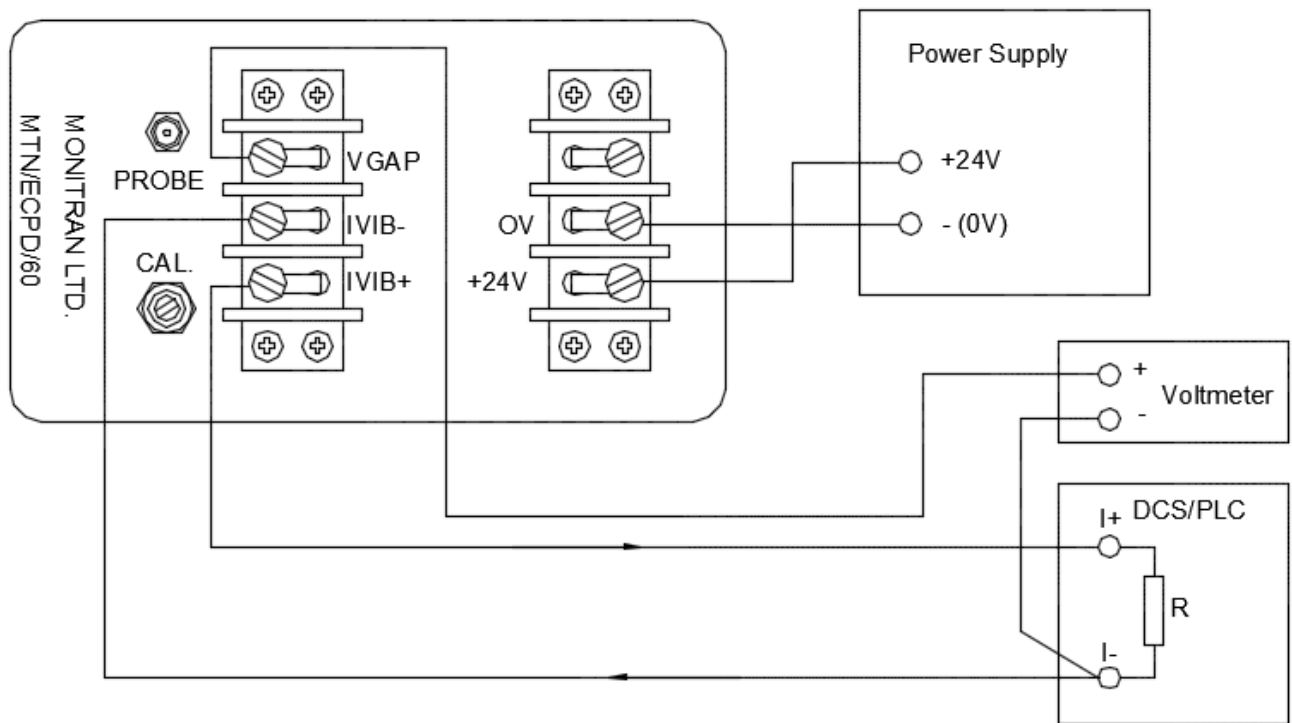 MONITRAN LTD.
MTN/ECPD/60
PROBE
CAL.
VGAP
IVIB-
IVIB+
OV
+24V
Power Supply
+24V
- (0V)
+
Voltmeter
-
DCS/PLC
I+
R
I-